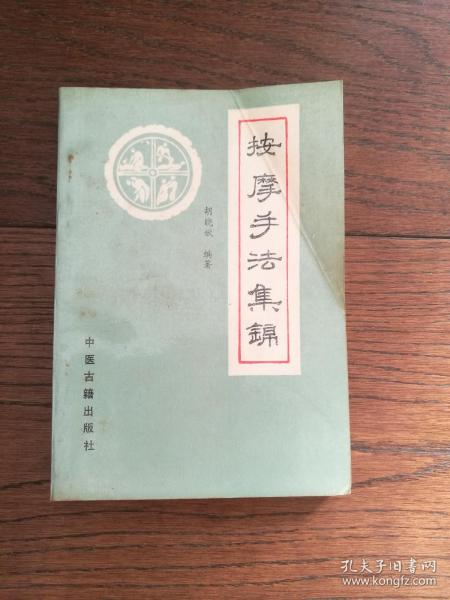 按摩手法集錦
胡晓斌 编著
中医古籍出版社
孔夫子旧书网
www.kongfz.com